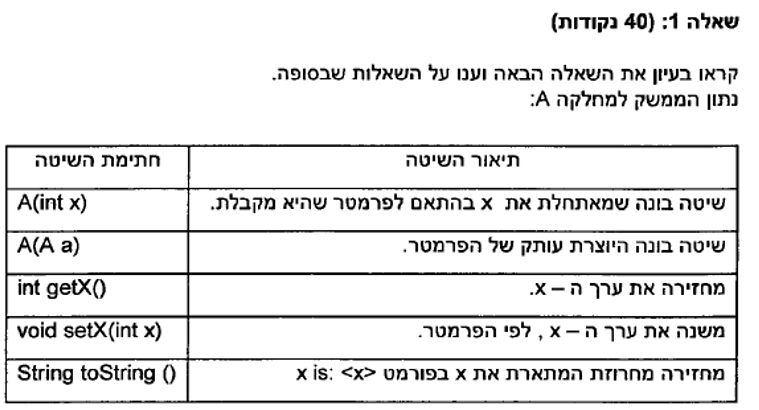 שאלה 1: (40 נקודות)
קראו בעיון את השאלה הבאה וענו על השאלות שבסופה.
נתון הממשק למחלקה A:
חתימת השיטה תיאור השיטה
A(int x) שיטה בונה שמאתחלת את x בהתאם לפרמטר שהיא מקבלת.
A(A a) שיטה בונה היוצרת עותק של הפרמטר.
int getX() מחזירה את ערך ה – x.
void setX(int x) משנה את ערך ה – x , לפי הפרמטר.
String toString () מחזירה מחרוזת המתארת את x בפורמט x is: <x>